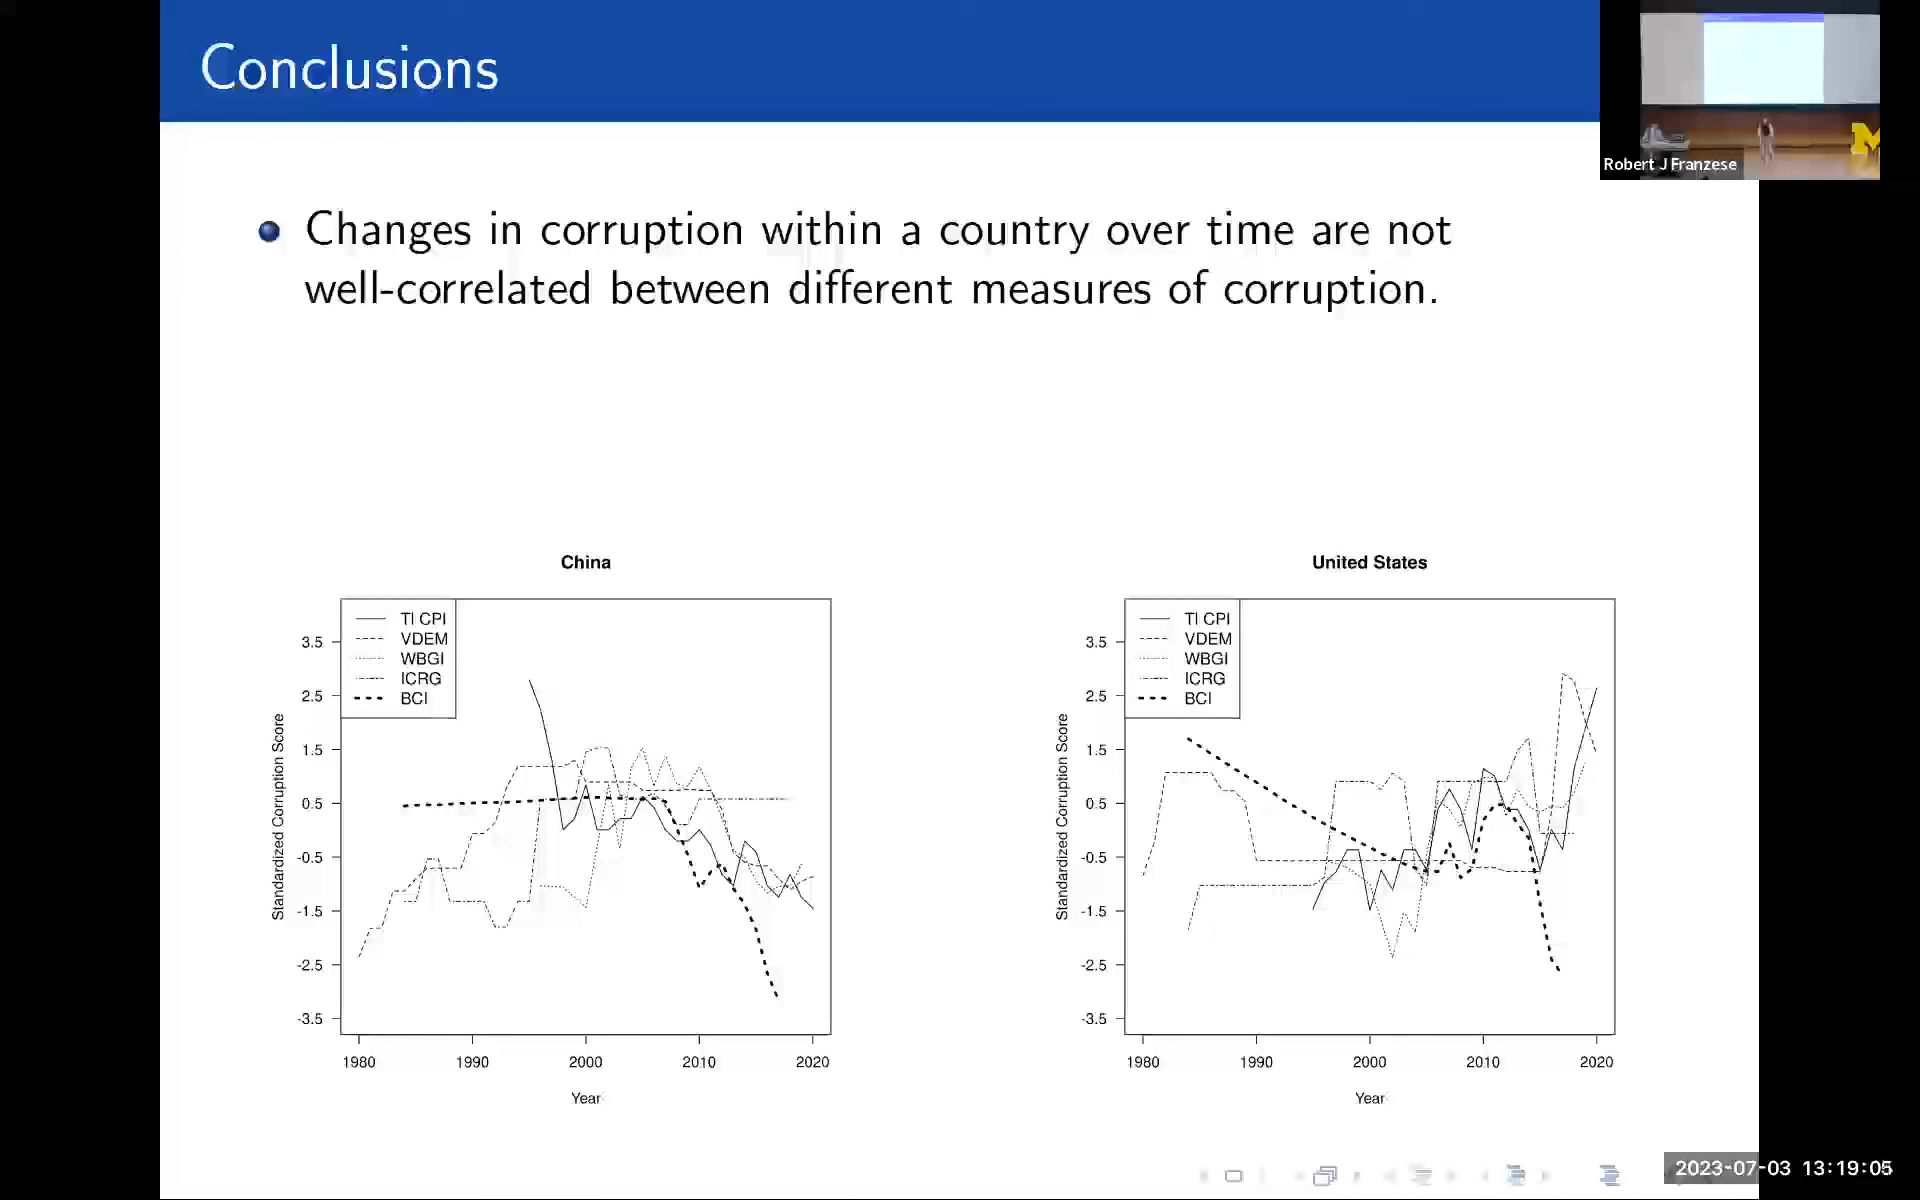 Conclusions
Robert J Franzese
Changes in corruption within a country over time are not
well-correlated between different measures of corruption.
China
TI CPI
VDEM
WBGI
ICRG
BCI
Standardized Corruption Score
3.5
2.5
1.5
0.5
-0.5
-1.5
-2.5
-3.5
1980 1990 2000 2010 2020
Year
United States
TI CPI
VDEM
WBGI
ICRG
BCI
Standardized Corruption Score
3.5
2.5
1.5
0.5
-0.5
-1.5
-2.5
-3.5
1980 1990 2000 2010 2020
Year
2023-07-03 13:19:05